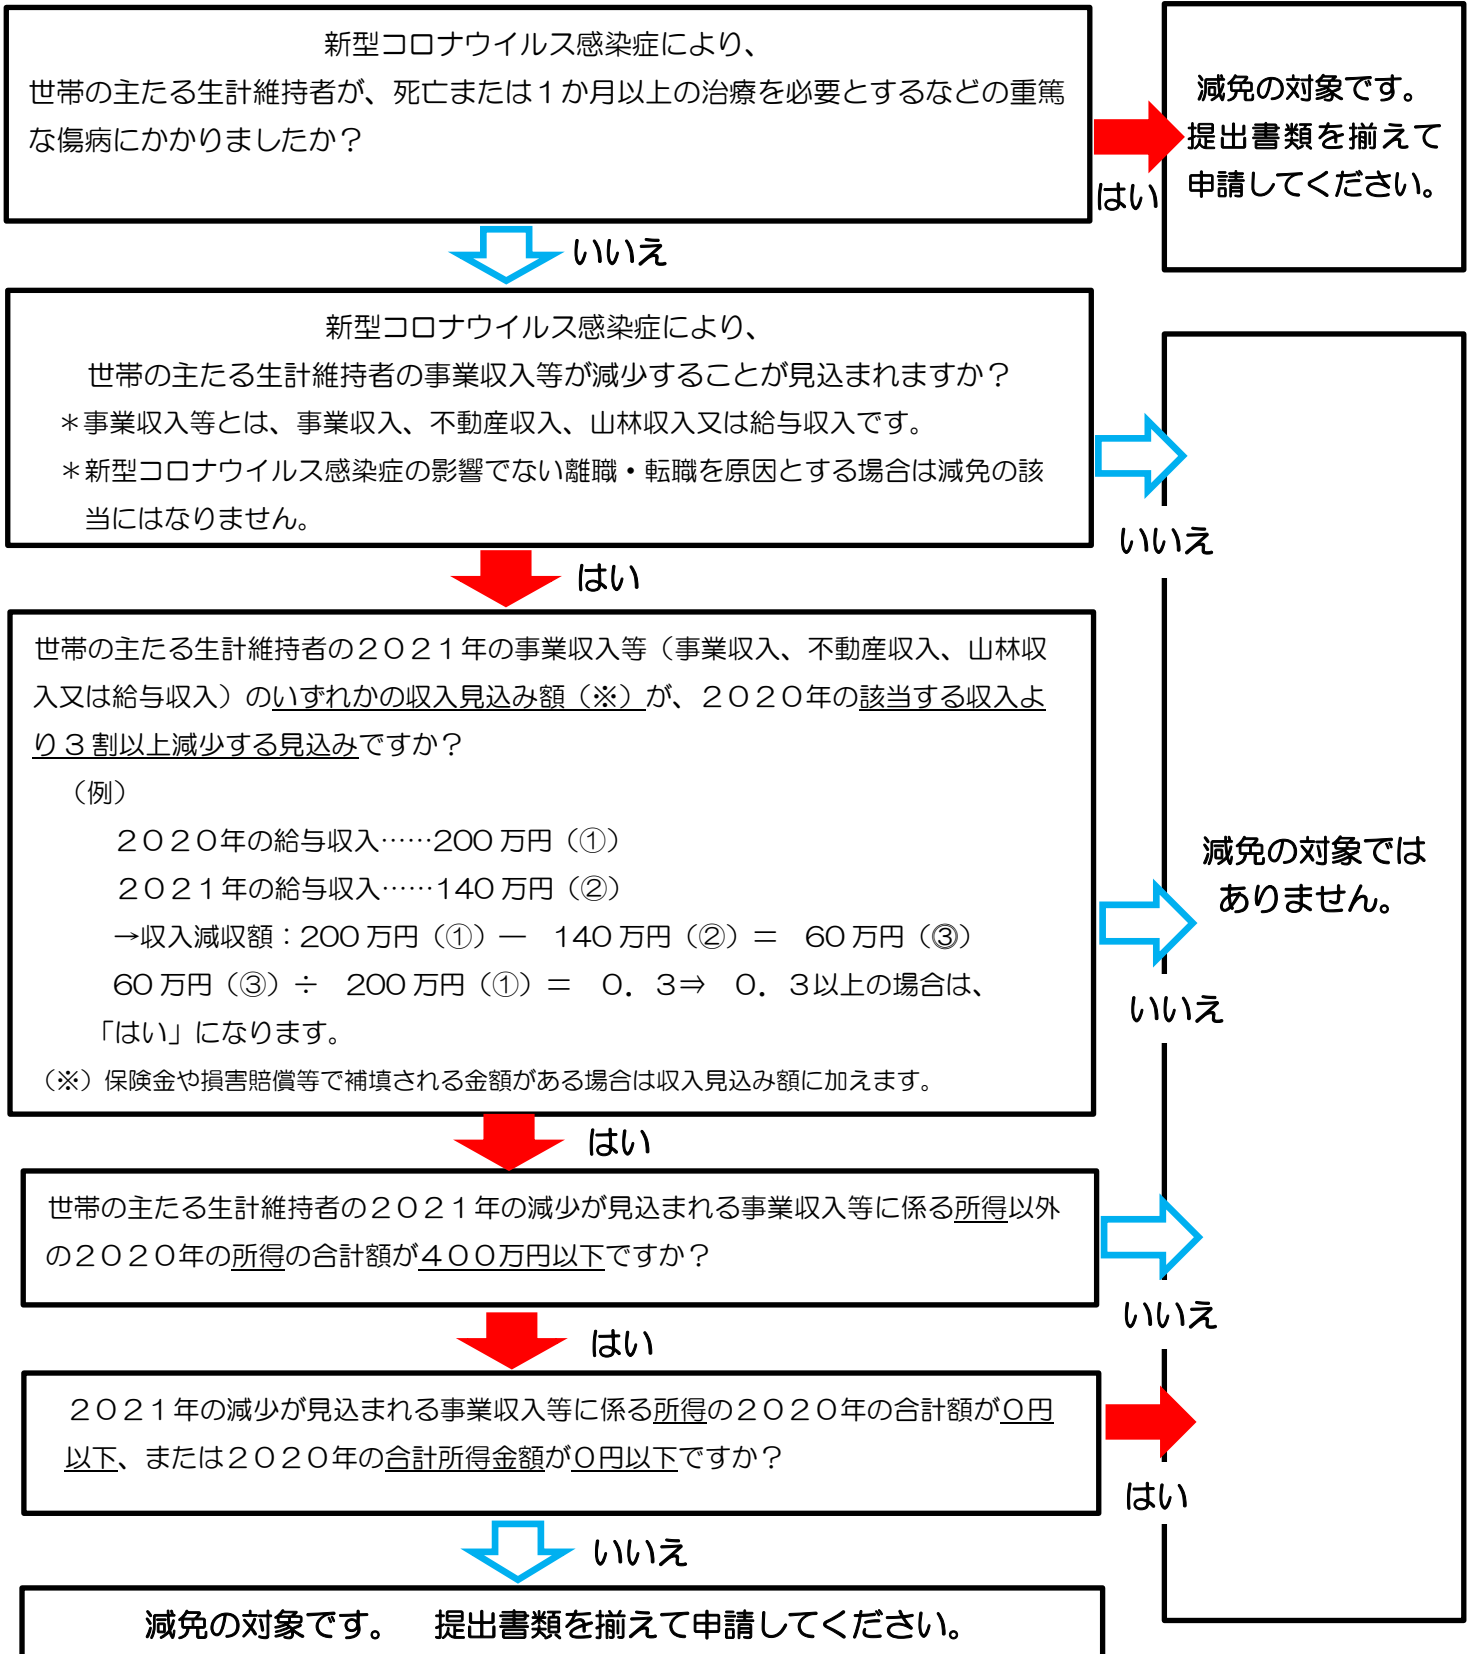 新型コロナウイルス感染症により、
世帯の主たる生計維持者が、死亡または１か月以上の治療を必要とするなどの重篤
な傷病にかかりましたか？
はい
減免の対象です。
提出書類を揃えて
申請してください。
いいえ
新型コロナウイルス感染症により、
世帯の主たる生計維持者の事業収入等が減少することが見込まれますか？
＊事業収入等とは、事業収入、不動産収入、山林収入又は給与収入です。
＊新型コロナウイルス感染症の影響でない離職・転職を原因とする場合は減免の該
当にはなりません。
いいえ
はい
世帯の主たる生計維持者の２０２１年の事業収入等（事業収入、不動産収入、山林収
入又は給与収入）のいずれかの収入見込み額（※）が、２０２０年の該当する収入よ
り３割以上減少する見込みですか？
（例）
２０２０年の給与収入……200万円（①）
２０２１年の給与収入……140万円（②）
→収入減収額：200万円（①）－　140万円（②）＝　60万円（③）
60万円（③）÷　200万円（①）＝　０．３⇒　０．３以上の場合は、
「はい」になります。
（※）保険金や損害賠償等で補填される金額がある場合は収入見込み額に加えます。
いいえ
減免の対象では
ありません。
はい
世帯の主たる生計維持者の２０２１年の減少が見込まれる事業収入等に係る所得以外
の２０２０年の所得の合計額が４００万円以下ですか？
いいえ
はい
２０２１年の減少が見込まれる事業収入等に係る所得の２０２０年の合計額が０円
以下、または２０２０年の合計所得金額が０円以下ですか？
はい
いいえ
減免の対象です。　提出書類を揃えて申請してください。